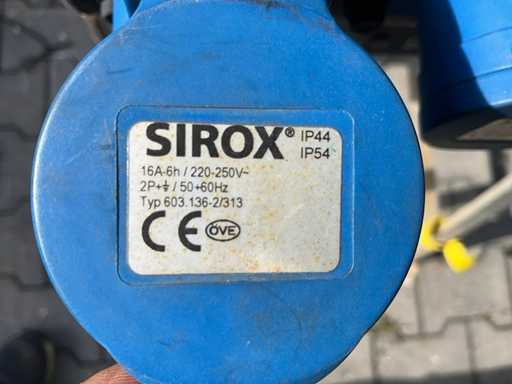 SIROX® IP44
IP54
16A-6h / 220-250V~
2P+⏚ / 50+60Hz
Typ 603.136-2/313
CE ÖVE